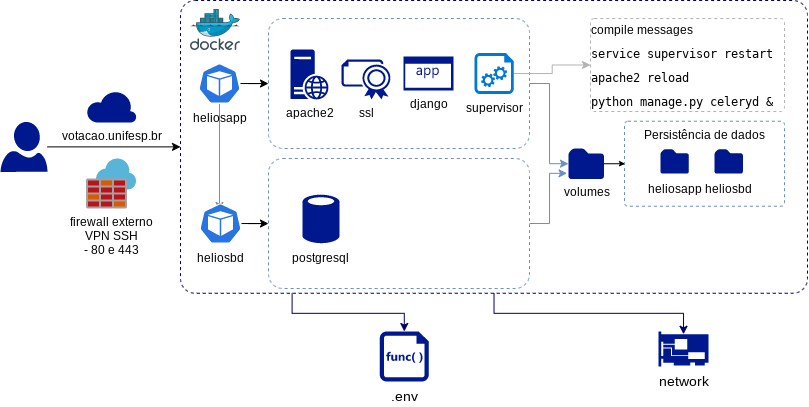 docker
heliosapp
apache2
ssl
app
django
supervisor
compile messages
service supervisor restart
apache2 reload
python manage.py celeryd &
votacao.unifesp.br
firewall externo
VPN SSH
- 80 e 443
volumes
Persistência de dados
heliosapp heliosbd
heliosbd
postgresql
func( )
.env
network